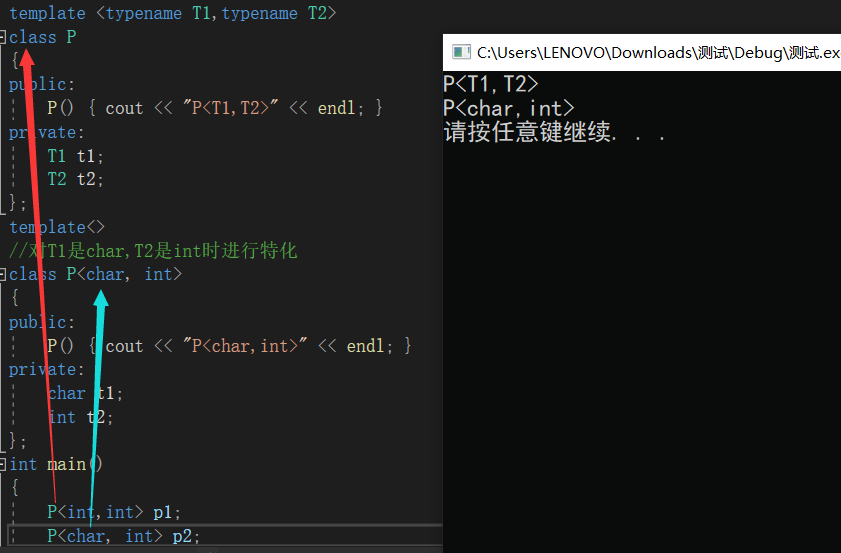 template <typename T1,typename T2>
class P
{
public:
P() { cout << "P<T1,T2>" << endl; }
private:
T1 t1;
T2 t2;
};
template<>
//对T1是char,T2是int时进行特化
class P<char, int>
{
public:
P() { cout << "P<char,int>" << endl; }
private:
char t1;
int t2;
};
int main()
{
P<int,int> p1;
P<char, int> p2;
C:\Users\LENOVO\Downloads\测试\Debug\测试.exe
P<T1,T2>
P<char,int>
请按任意键继续. . .